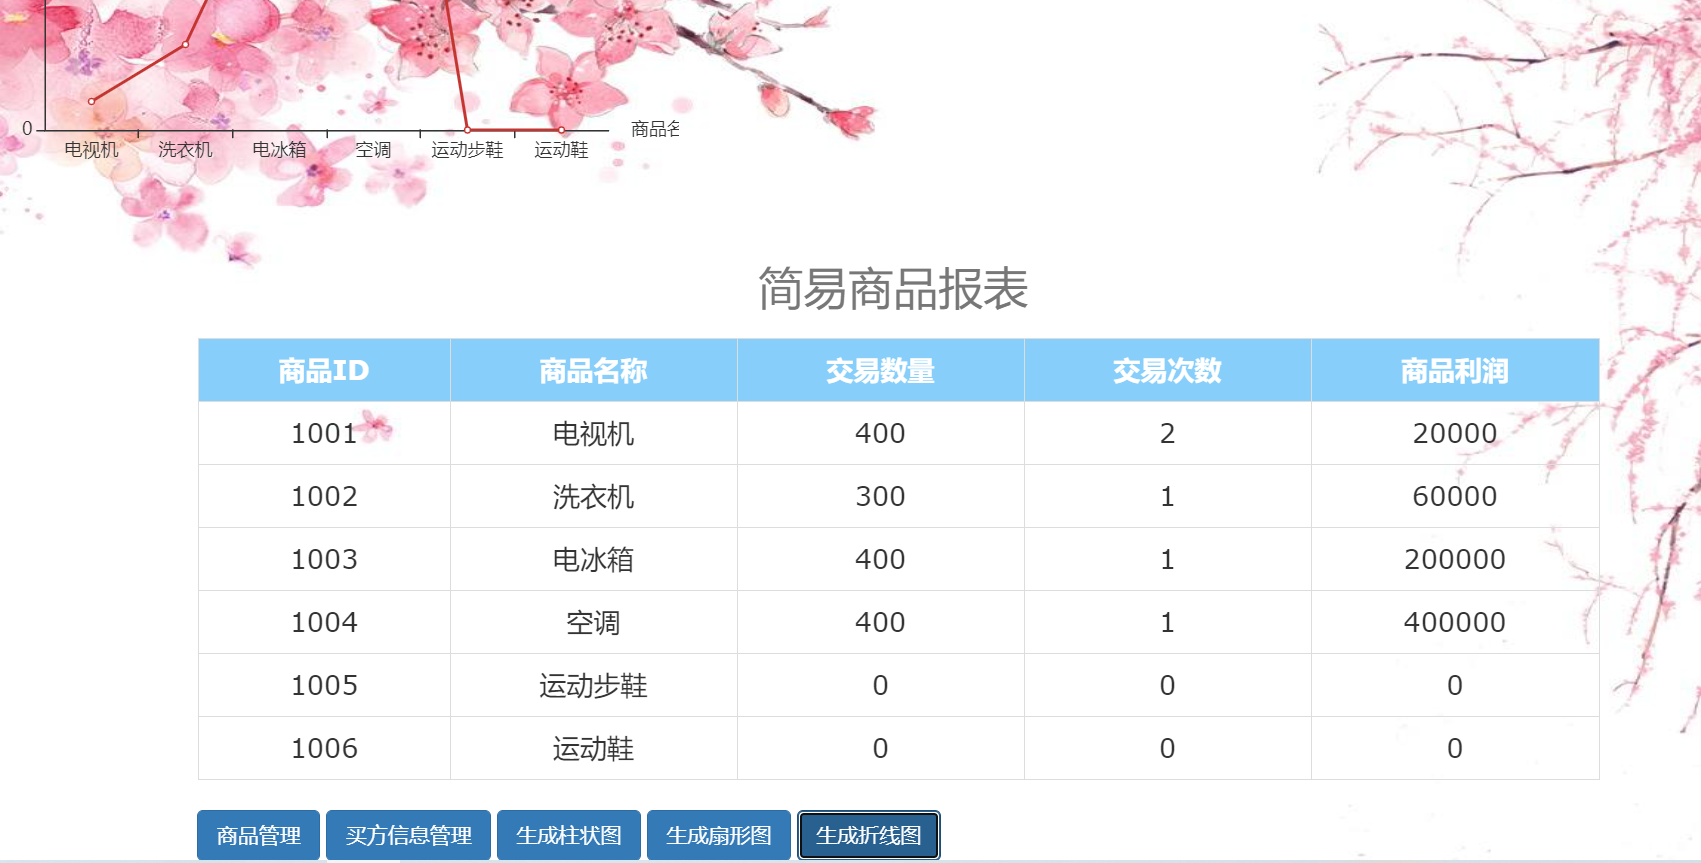 0
电视机 洗衣机 电冰箱 空调 运动步鞋 运动鞋 商品
简易商品报表
商品ID 商品名称 交易数量 交易次数 商品利润
1001 电视机 400 2 20000
1002 洗衣机 300 1 60000
1003 电冰箱 400 1 200000
1004 空调 400 1 400000
1005 运动步鞋 0 0 0
1006 运动鞋 0 0 0
商品管理 买方信息管理 生成柱状图 生成扇形图 生成折线图